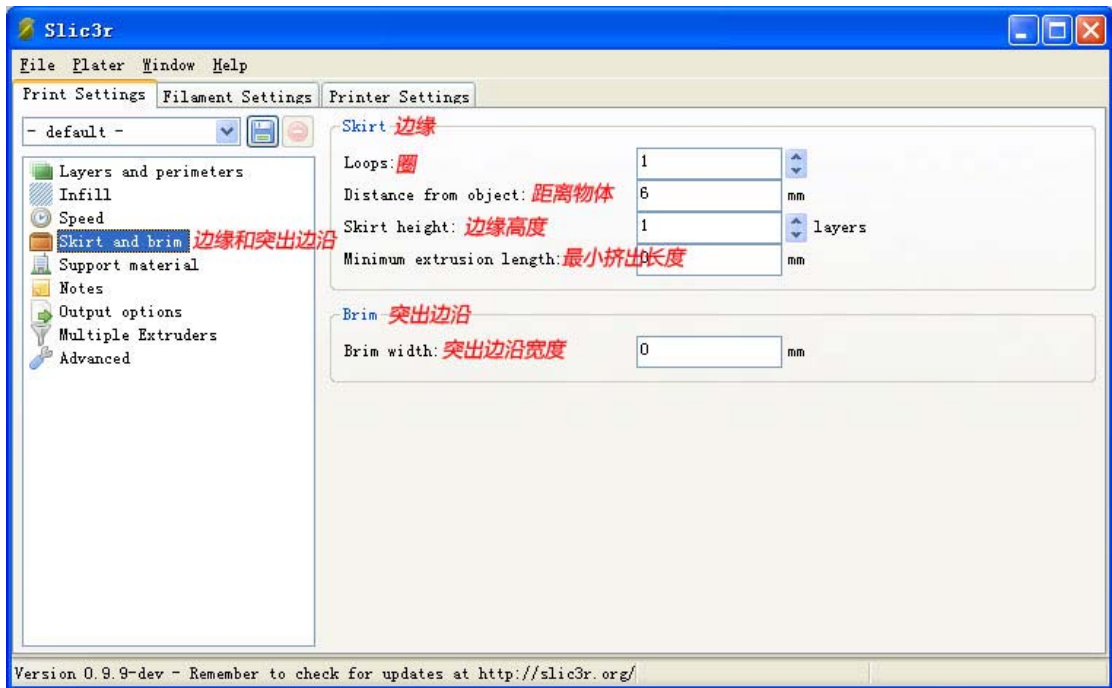 Slic3r
File Plater Window Help
Print Settings Filament Settings Printer Settings
- default -
Layers and perimeters
Infill
Speed
Skirt and brim 边缘和突出边沿
Support material
Notes
Output options
Multiple Extruders
Advanced
Skirt 边缘
Loops: 圈 1
Distance from object: 距离物体 6 mm
Skirt height: 边缘高度 1 layers
Minimum extrusion length: 最小挤出长度 0 mm
Brim 突出边沿
Brim width: 突出边沿宽度 0 mm
Version 0.9.9-dev - Remember to check for updates at http://slic3r.org/